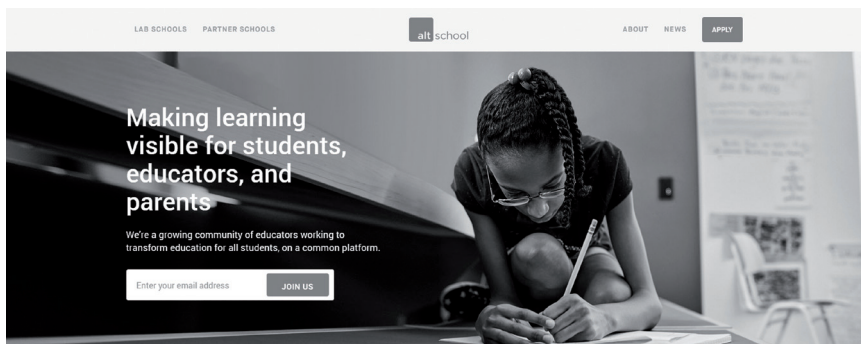 LAB SCHOOLS PARTNER SCHOOLS
alt school
ABOUT NEWS APPLY
Making learning
visible for students,
educators, and
parents
We're a growing community of educators working to
transform education for all students, on a common platform.
Enter your email address JOIN US